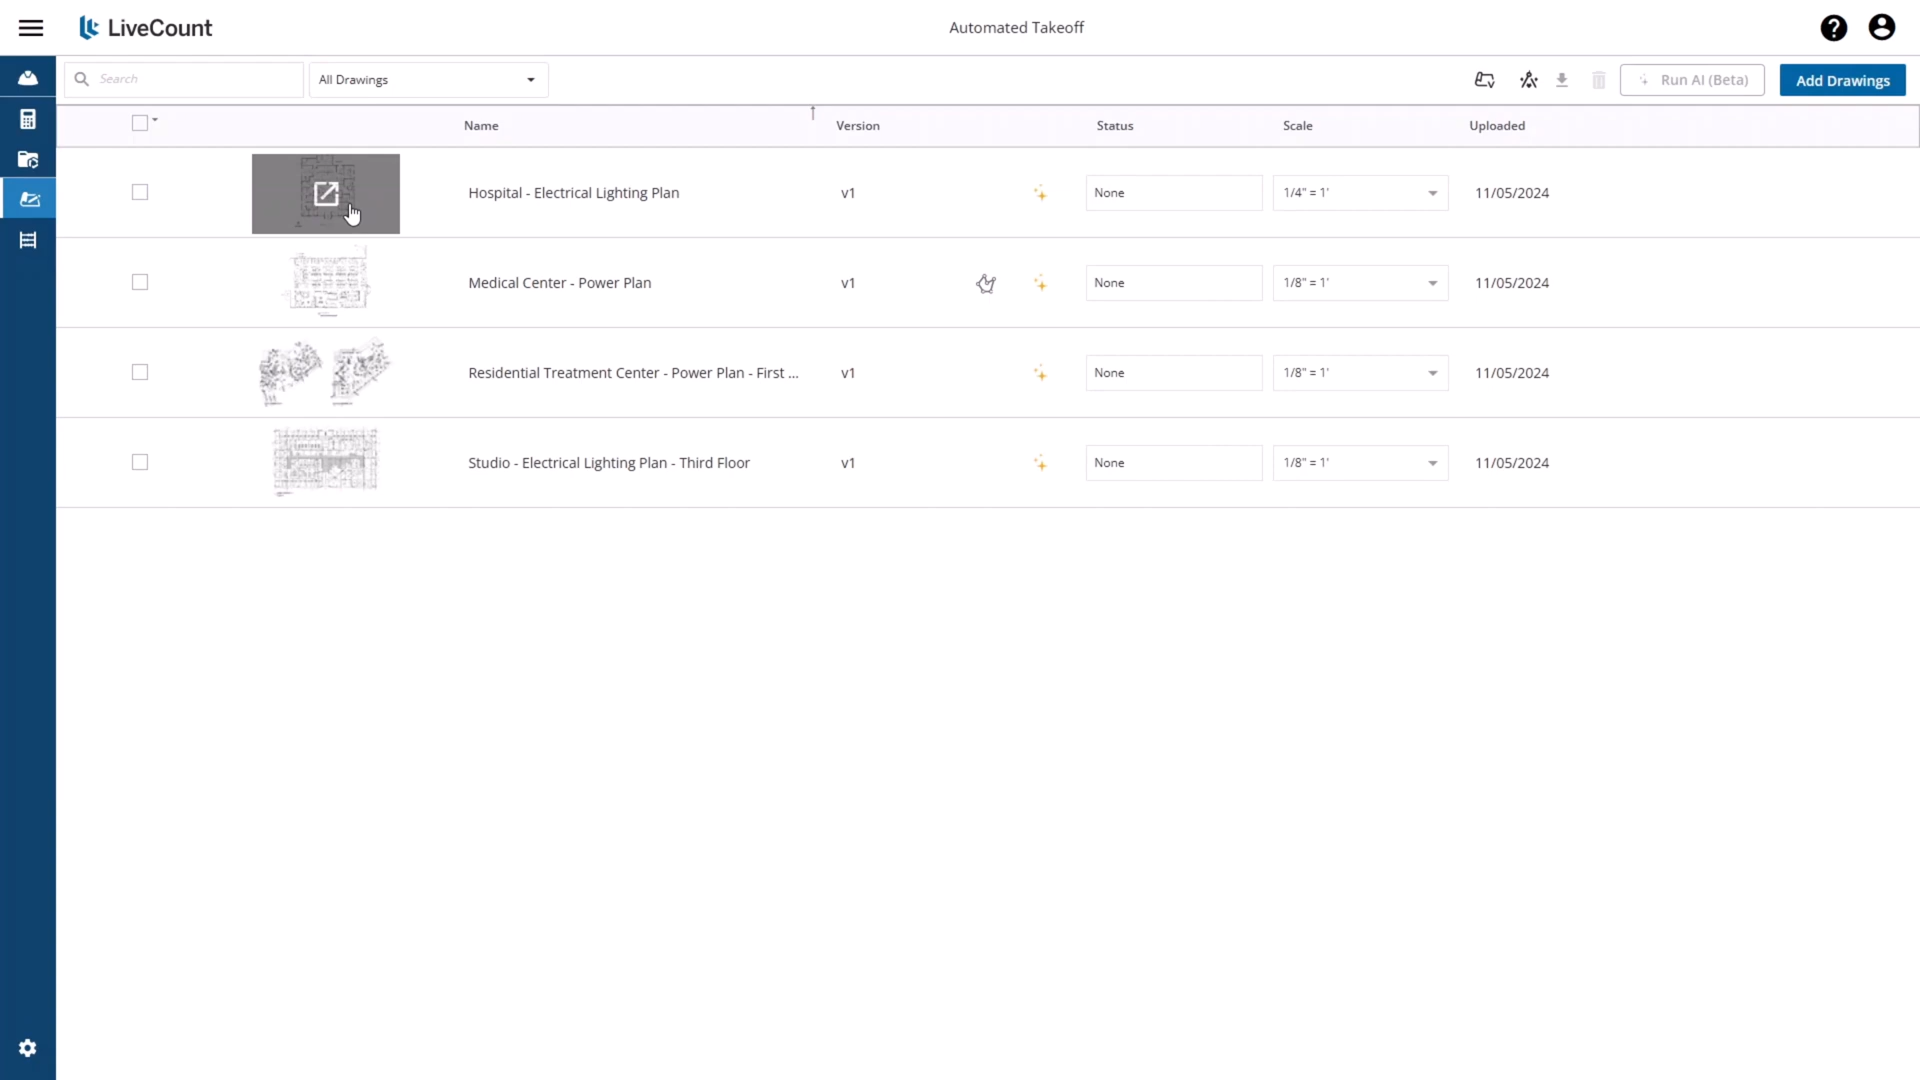 LiveCount
Automated Takeoff
Search
All Drawings
Run AI (Beta)
Add Drawings
Name Version Status Scale Uploaded
Hospital - Electrical Lighting Plan v1 None 1/4" = 1' 11/05/2024
Medical Center - Power Plan v1 None 1/8" = 1' 11/05/2024
Residential Treatment Center - Power Plan - First ... v1 None 1/8" = 1' 11/05/2024
Studio - Electrical Lighting Plan - Third Floor v1 None 1/8" = 1' 11/05/2024